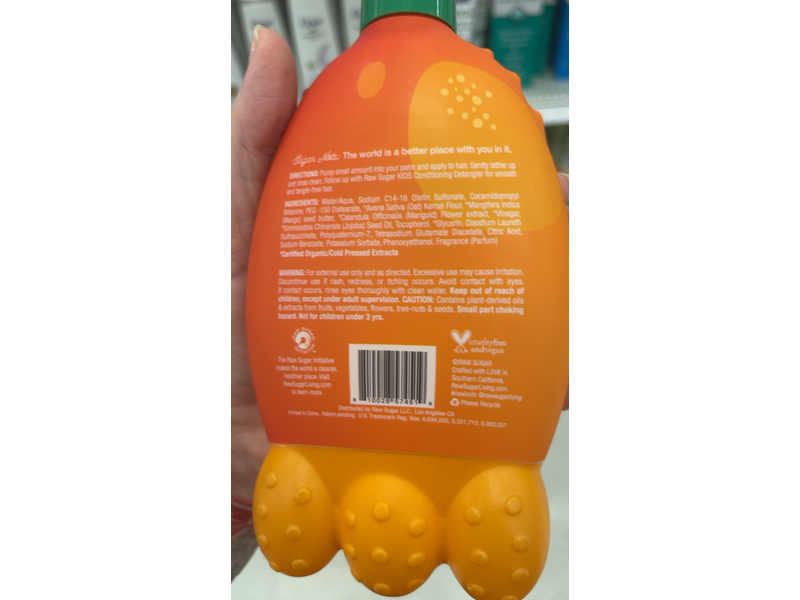 Sugar Note: The world is a better place with you in it.
DIRECTIONS: Pump small amount into your palm and apply to hair. Gently lather up
and rinse clean. Follow up with Raw Sugar KIDS Conditioning Detangler for smooth
and tangle-free hair.
INGREDIENTS: Water/Aqua, Sodium C14-16 Olefin Sulfonate, Cocamidopropyl
Betaine, PEG -150 Distearate, *Avena Sativa (Oat) Kernel Flour, *Mangifera Indica
(Mango) seed butter, *Calendula Officinalis (Marigold) Flower extract, *Vinegar,
*Simmondsia Chinensis (Jojoba) Seed Oil, Tocopherol, *Glycerin, Disodium Laureth
Sulfosuccinate, Polyquaternium-7, Tetrasodium Glutamate Diacetate, Citric Acid,
Sodium Benzoate, Potassium Sorbate, Phenoxyethanol, Fragrance (Parfum)
*Certified Organic/Cold Pressed Extracts
WARNING: For external use only and as directed. Excessive use may cause irritation.
Discontinue use if rash, redness, or itching occurs. Avoid contact with eyes.
If contact occurs, rinse eyes thoroughly with clean water. Keep out of reach of
children, except under adult supervision. CAUTION: Contains plant-derived oils
& extracts from fruits, vegetables, flowers, tree-nuts & seeds. Small part choking
hazard. Not for children under 3 yrs.
The Raw Sugar Initiative
makes the world a cleaner,
healthier place. Visit
RawSugarLiving.com
to learn more.
crueltyfree
andvegan
©RAW SUGAR
Crafted with LOVE in
Southern California.
RawSugarLiving.com
#rawlove @rawsugarliving
Please Recycle
Distributed by Raw Sugar LLC., Los Angeles CA
Printed in China. Patent pending. U.S. Trademark Reg. Nos.